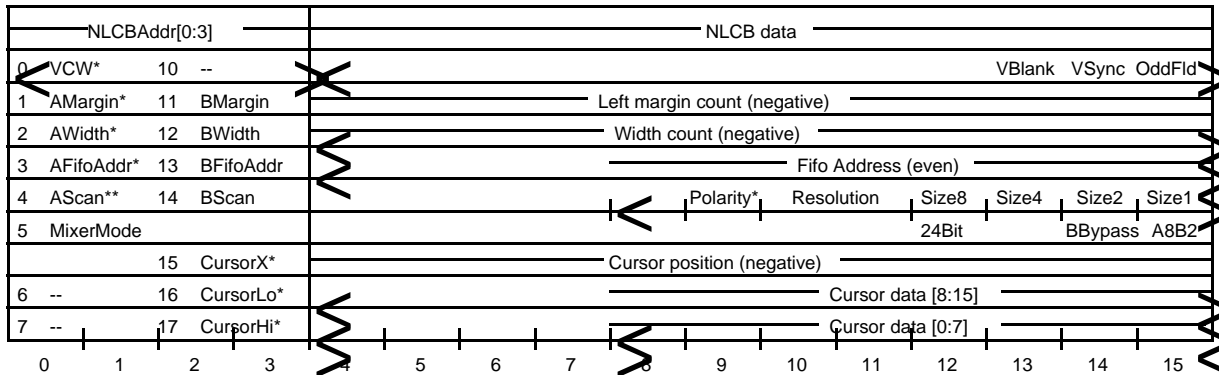 NLCBAddr[0:3] NLCB data
0 VCW* 10 -- VBlank VSync OddFld
1 AMargin* 11 BMargin Left margin count (negative)
2 AWidth* 12 BWidth Width count (negative)
3 AFifoAddr* 13 BFifoAddr Fifo Address (even)
4 AScan** 14 BScan Polarity* Resolution Size8 Size4 Size2 Size1
5 MixerMode 24Bit BBypass A8B2
15 CursorX* Cursor position (negative)
6 -- 16 CursorLo* Cursor data [8:15]
7 -- 17 CursorHi* Cursor data [0:7]
0 1 2 3 4 5 6 7 8 9 10 11 12 13 14 15